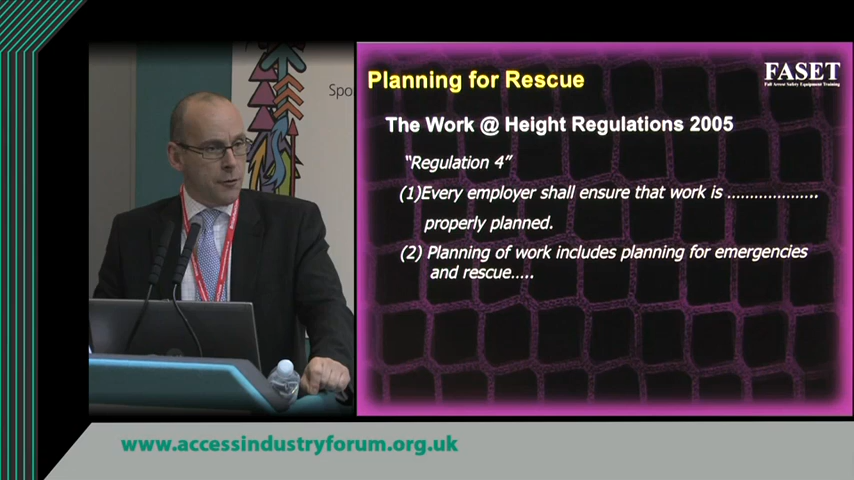 Spo
Planning for Rescue
FASET
Fall Arrest Safety Equipment Training
The Work @ Height Regulations 2005
“Regulation 4”
(1)Every employer shall ensure that work is .....................
properly planned.
(2) Planning of work includes planning for emergencies
and rescue.....
www.accessindustryforum.org.uk